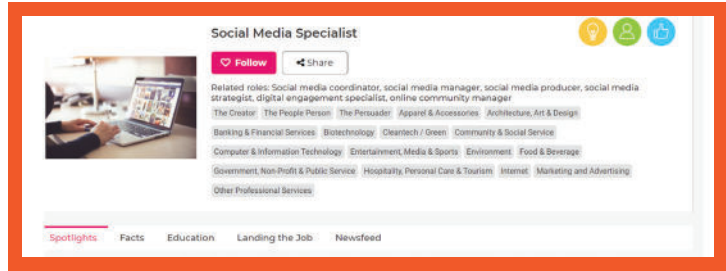 Social Media Specialist
Follow
Share
Related roles: Social media coordinator, social media manager, social media producer, social media
strategist, digital engagement specialist, online community manager
The Creator The People Person The Persuader Apparel & Accessories Architecture, Art & Design
Banking & Financial Services Biotechnology Cleantech / Green Community & Social Service
Computer & Information Technology Entertainment, Media & Sports Environment Food & Beverage
Government, Non-Profit & Public Service Hospitality, Personal Care & Tourism Internet Marketing and Advertising
Other Professional Services
Spotlights Facts Education Landing the Job Newsfeed